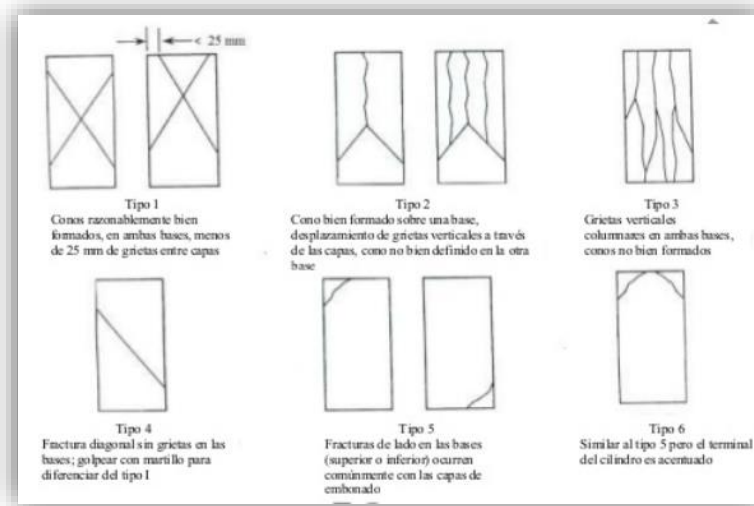 < 25 mm
Tipo 1
Conos razonablemente bien
formados, en ambas bases, menos
de 25 mm de grietas entre capas
Tipo 2
Cono bien formado sobre una base,
desplazamiento de grietas verticales a través
de las capas, cono no bien definido en la otra
base
Tipo 3
Grietas verticales
columnares en ambas bases,
conos no bien formados
Tipo 4
Fractura diagonal sin grietas en las
bases; golpear con martillo para
diferenciar del tipo I
Tipo 5
Fracturas de lado en las bases
(superior o inferior) ocurren
comúnmente con las capas de
embonado
Tipo 6
Similar al tipo 5 pero el terminal
del cilindro es acentuado